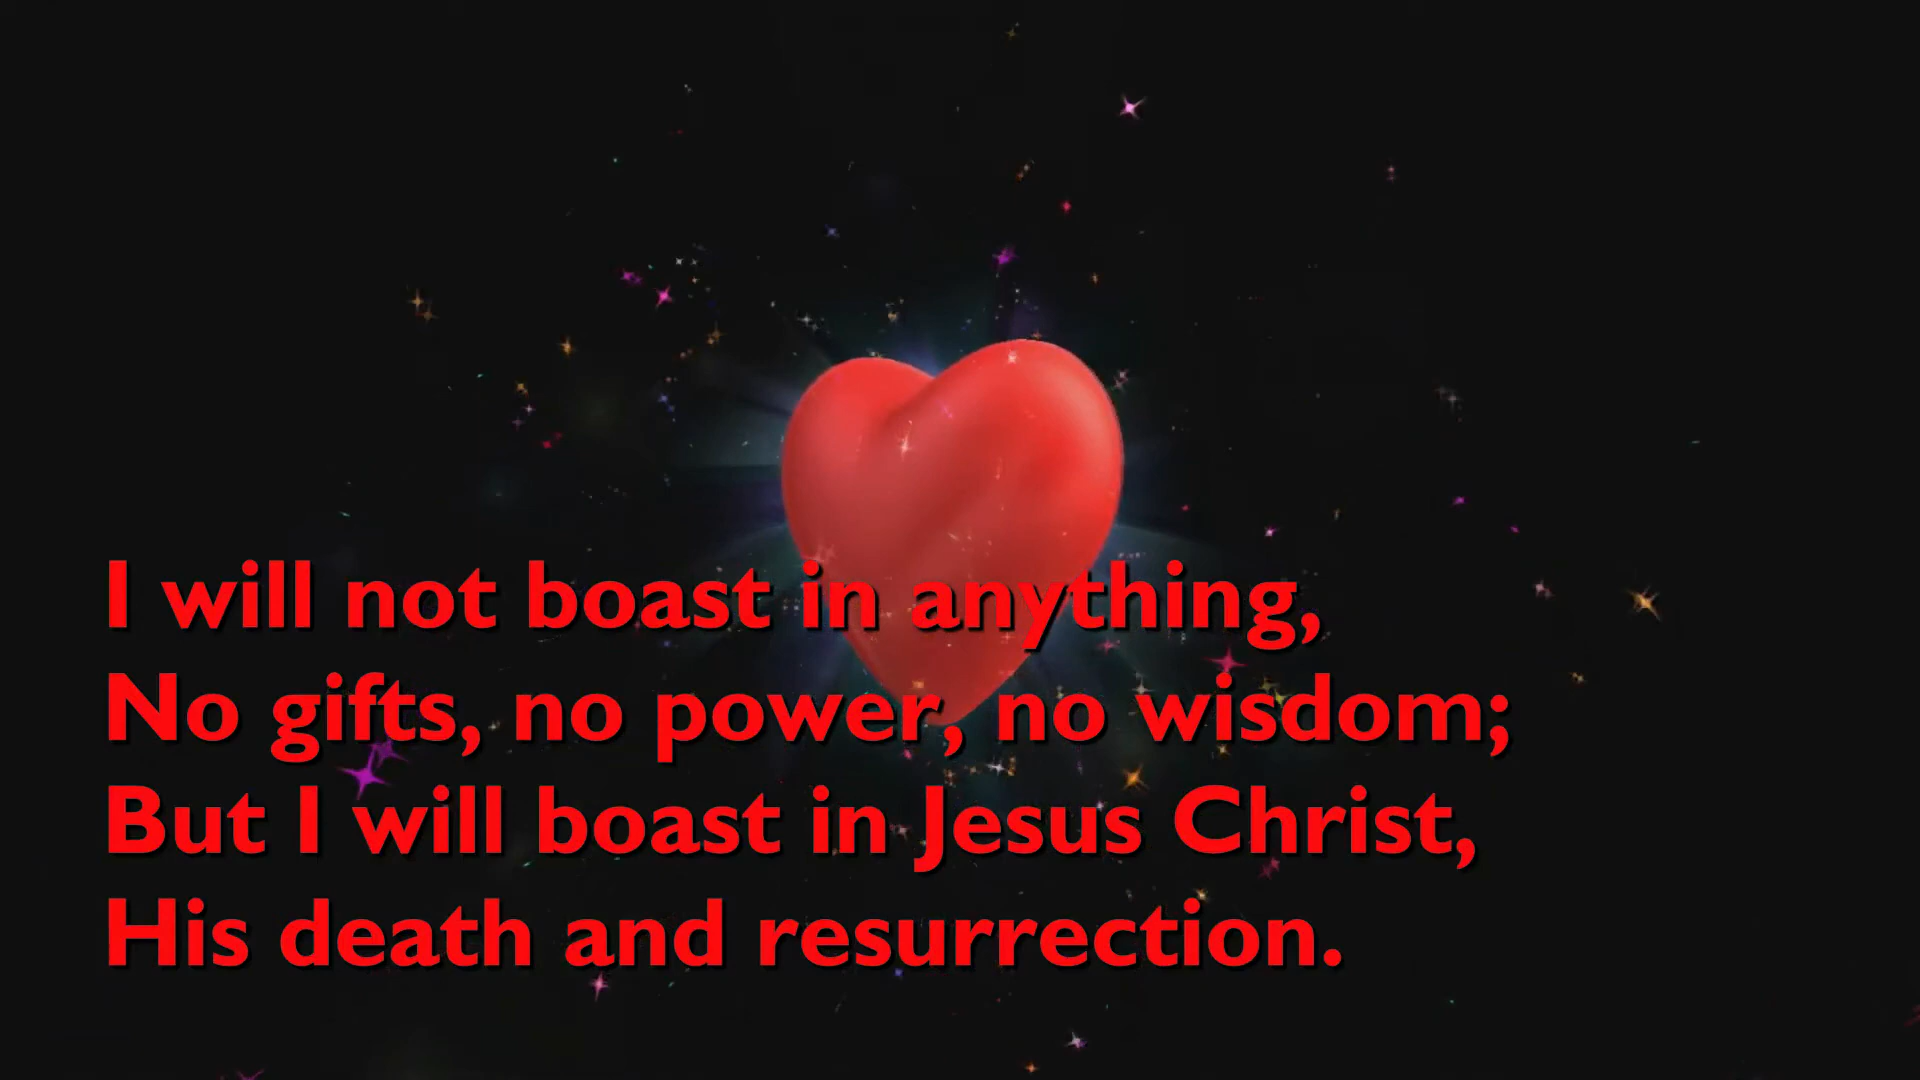 I will not boast in anything,
No gifts, no power, no wisdom;
But I will boast in Jesus Christ,
His death and resurrection.